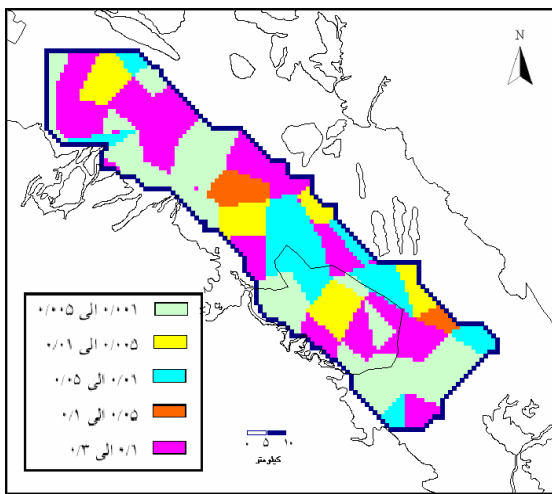 N
۰/۰۰۱ الی ۰/۰۰۵
۰/۰۰۵ الی ۰/۰۱
۰/۰۱ الی ۰/۰۵
۰/۰۵ الی ۰/۱
۰/۱ الی ۰/۳
۰ ۵ ۱۰
کیلومتر